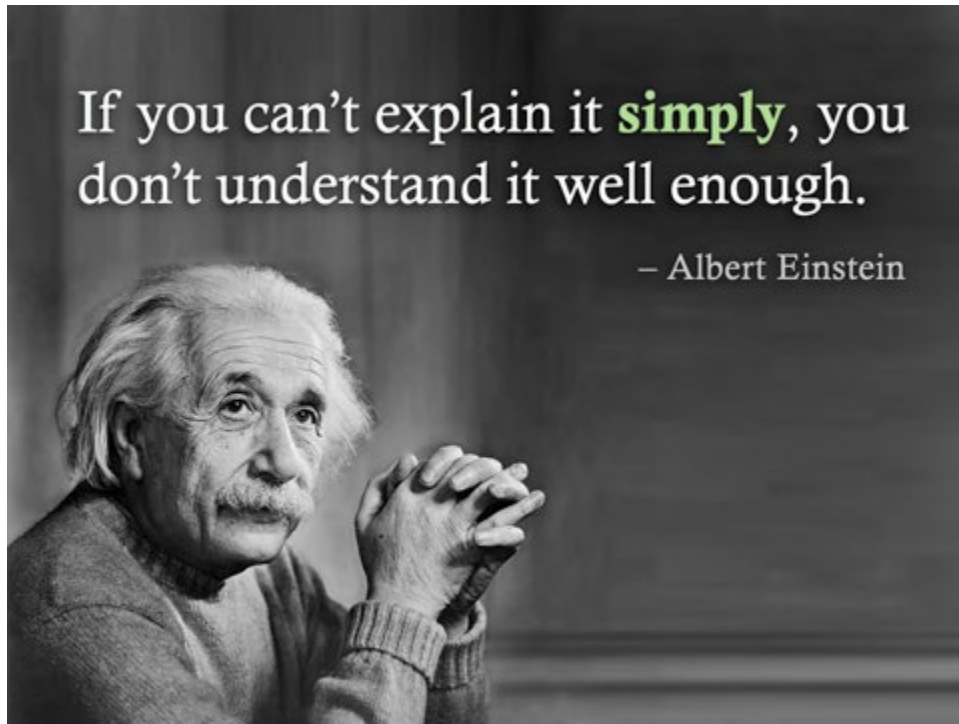 If you can’t explain it simply, you
don’t understand it well enough.
– Albert Einstein